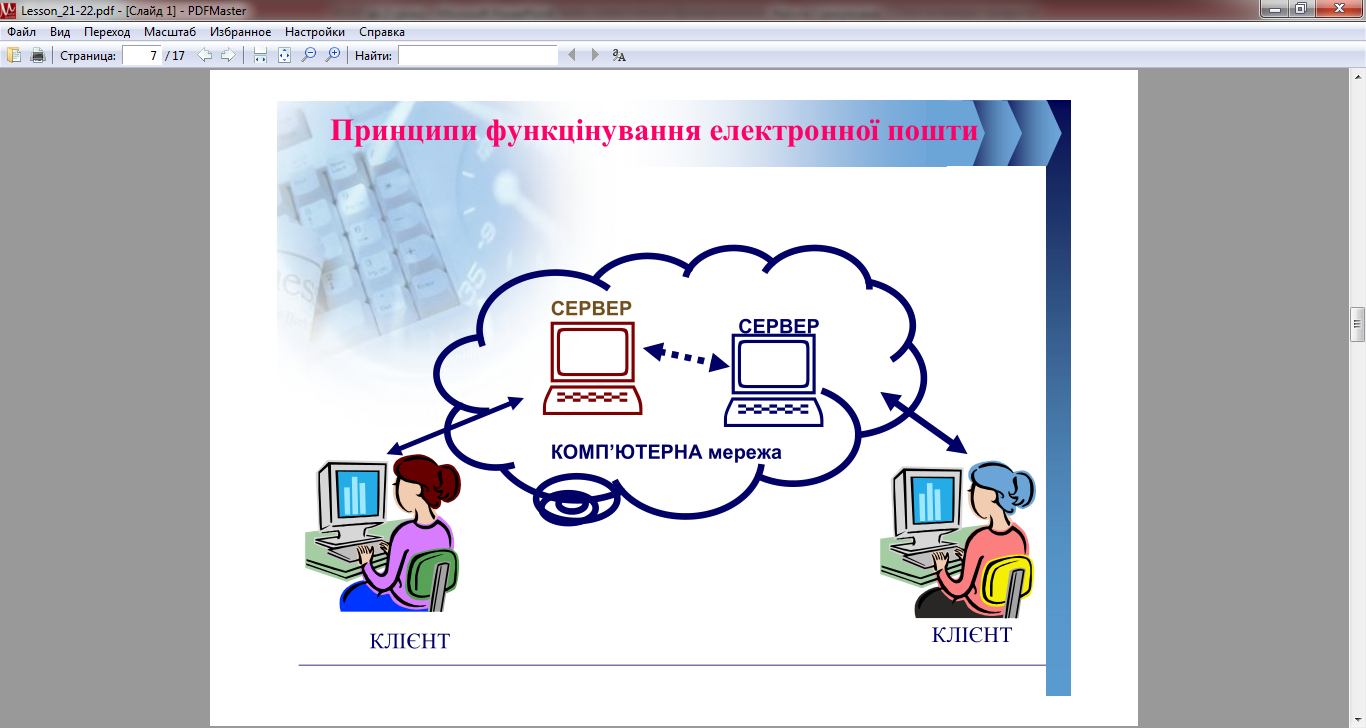 Lesson_21-22.pdf - [Слайд 1] - PDFMaster
Файл Вид Переход Масштаб Избранное Настройки Справка
Страница: 7 / 17 Найти:
Принципи функцінування електронної пошти
СЕРВЕР
СЕРВЕР
КОМП’ЮТЕРНА мережа
КЛІЄНТ
КЛІЄНТ